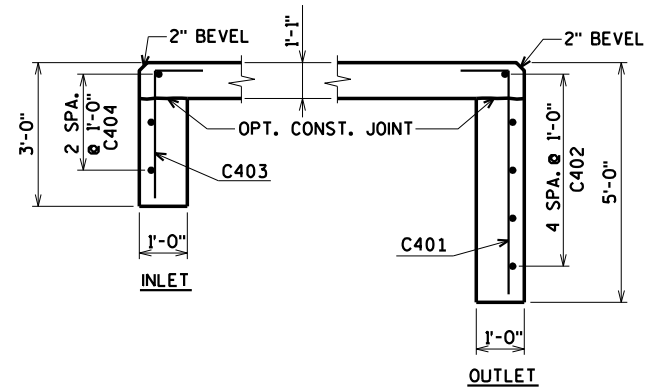 2" BEVEL
1'-1"
2" BEVEL
3'-0"
2 SPA.
@ 1'-0"
C404
OPT. CONST. JOINT
C403
4 SPA. @ 1'-0"
C402
5'-0"
1'-0"
C401
INLET
1'-0"
OUTLET